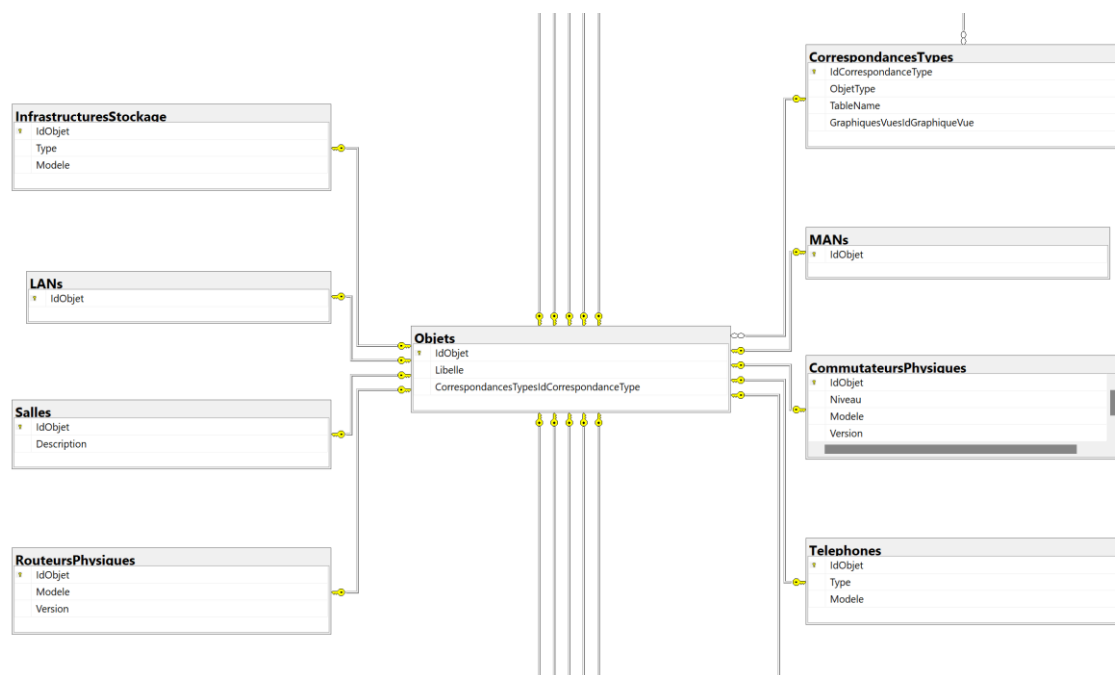 InfrastructuresStockage
IdObjet
Type
Modele
LANs
IdObjet
Salles
IdObjet
Description
RouteursPhysiques
IdObjet
Modele
Version
Objets
IdObjet
Libelle
CorrespondancesTypesIdCorrespondanceType
CorrespondancesTypes
IdCorrespondanceType
ObjetType
TableName
GraphiquesVuesIdGraphiqueVue
MANs
IdObjet
CommutateursPhysiques
IdObjet
Niveau
Modele
Version
Telephones
IdObjet
Type
Modele